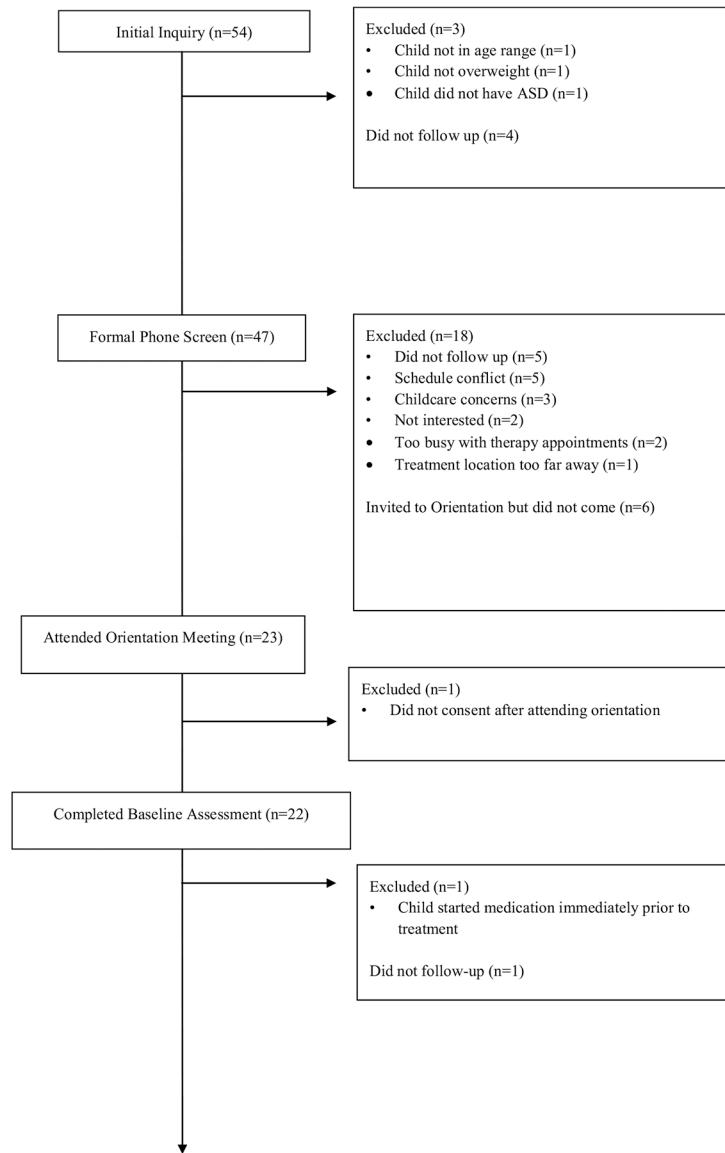 Initial Inquiry (n=54)
Excluded (n=3)
• Child not in age range (n=1)
• Child not overweight (n=1)
• Child did not have ASD (n=1)
Did not follow up (n=4)
Formal Phone Screen (n=47)
Excluded (n=18)
• Did not follow up (n=5)
• Schedule conflict (n=5)
• Childcare concerns (n=3)
• Not interested (n=2)
• Too busy with therapy appointments (n=2)
• Treatment location too far away (n=1)
Invited to Orientation but did not come (n=6)
Attended Orientation Meeting (n=23)
Excluded (n=1)
• Did not consent after attending orientation
Completed Baseline Assessment (n=22)
Excluded (n=1)
• Child started medication immediately prior to
treatment
Did not follow-up (n=1)